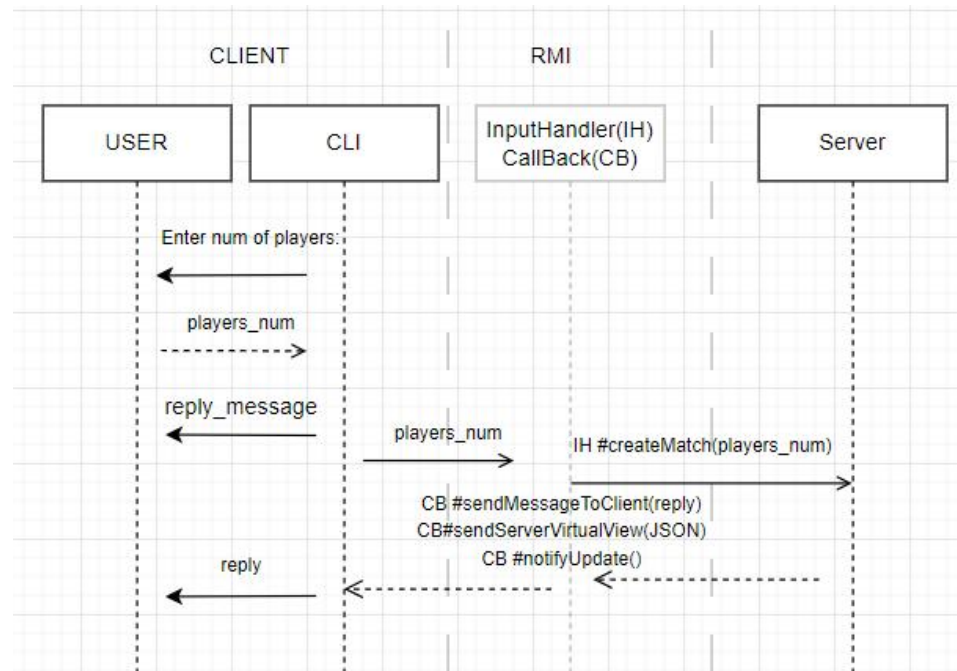 CLIENT
RMI
USER
CLI
InputHandler(IH)
CallBack(CB)
Server
Enter num of players:
players_num
reply_message
players_num
IH #createMatch(players_num)
CB #sendMessageToClient(reply)
CB#sendServerVirtualView(JSON)
CB #notifyUpdate()
reply